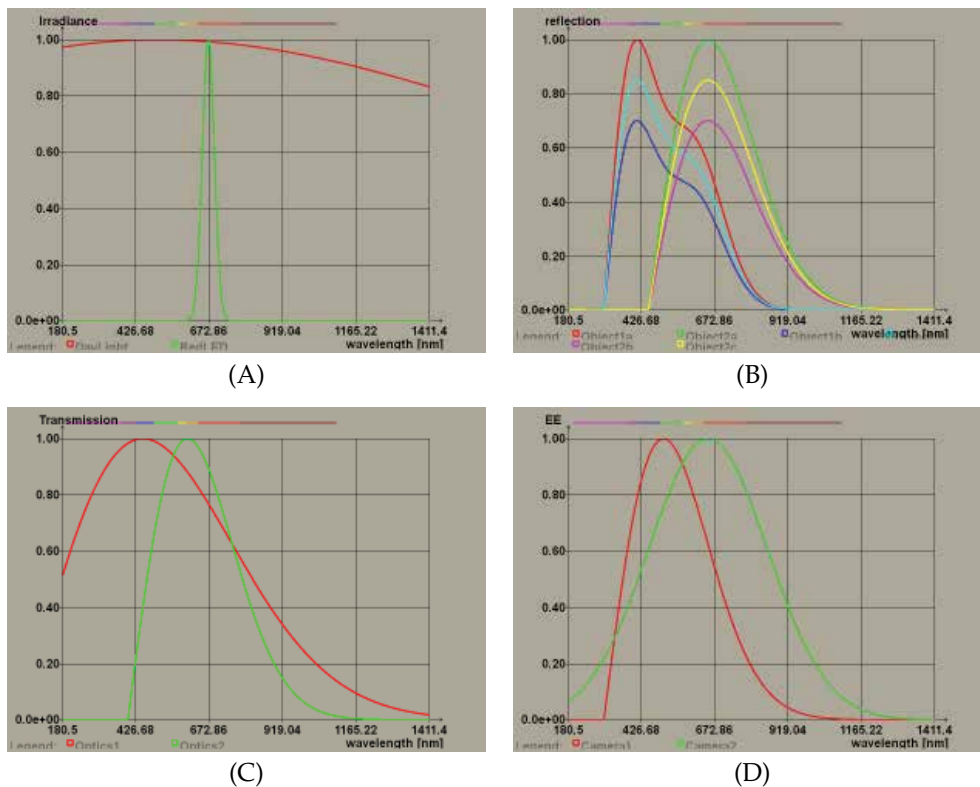 Irradiance
1.00
0.80
0.60
0.40
0.20
0.0e+00
180.5 426.68 672.86 919.04 1165.22 1411.4
wavelength [nm]
Legend: DayLight RedLED
(A)
reflection
1.00
0.80
0.60
0.40
0.20
0.0e+00
180.5 426.68 672.86 919.04 1165.22 1411.4
wavelength [nm]
Legend: Object1a Object2a Object1b
Object2b Object2c
(B)
Transmission
1.00
0.80
0.60
0.40
0.20
0.0e+00
180.5 426.68 672.86 919.04 1165.22 1411.4
wavelength [nm]
Legend: Optics1 Optics2
(C)
EE
1.00
0.80
0.60
0.40
0.20
0.0e+00
180.5 426.68 672.86 919.04 1165.22 1411.4
wavelength [nm]
Legend: Camera1 Camera2
(D)